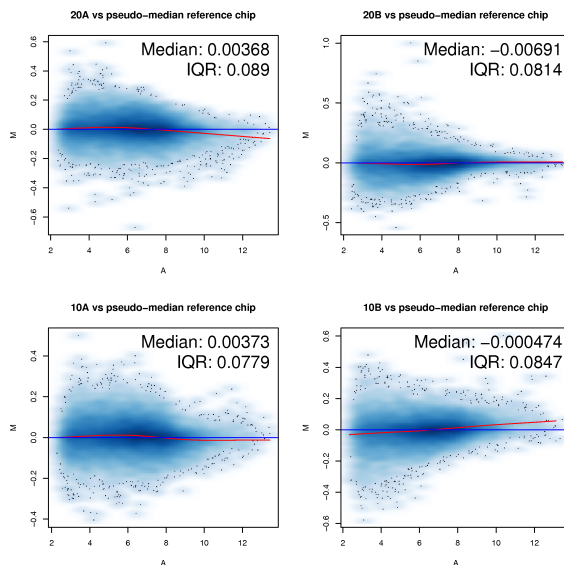 20A vs pseudo−median reference chip
Median: 0.00368
IQR: 0.089
M
−0.6 −0.4 −0.2 0.0 0.2 0.4 0.6
2 4 6 8 10 12
A
20B vs pseudo−median reference chip
Median: −0.00691
IQR: 0.0814
M
−0.5 0.0 0.5 1.0
2 4 6 8 10 12
A
10A vs pseudo−median reference chip
Median: 0.00373
IQR: 0.0779
M
−0.4 −0.2 0.0 0.2 0.4
2 4 6 8 10 12
A
10B vs pseudo−median reference chip
Median: −0.000474
IQR: 0.0847
M
−0.6 −0.4 −0.2 0.0 0.2 0.4 0.6
2 4 6 8 10 12
A